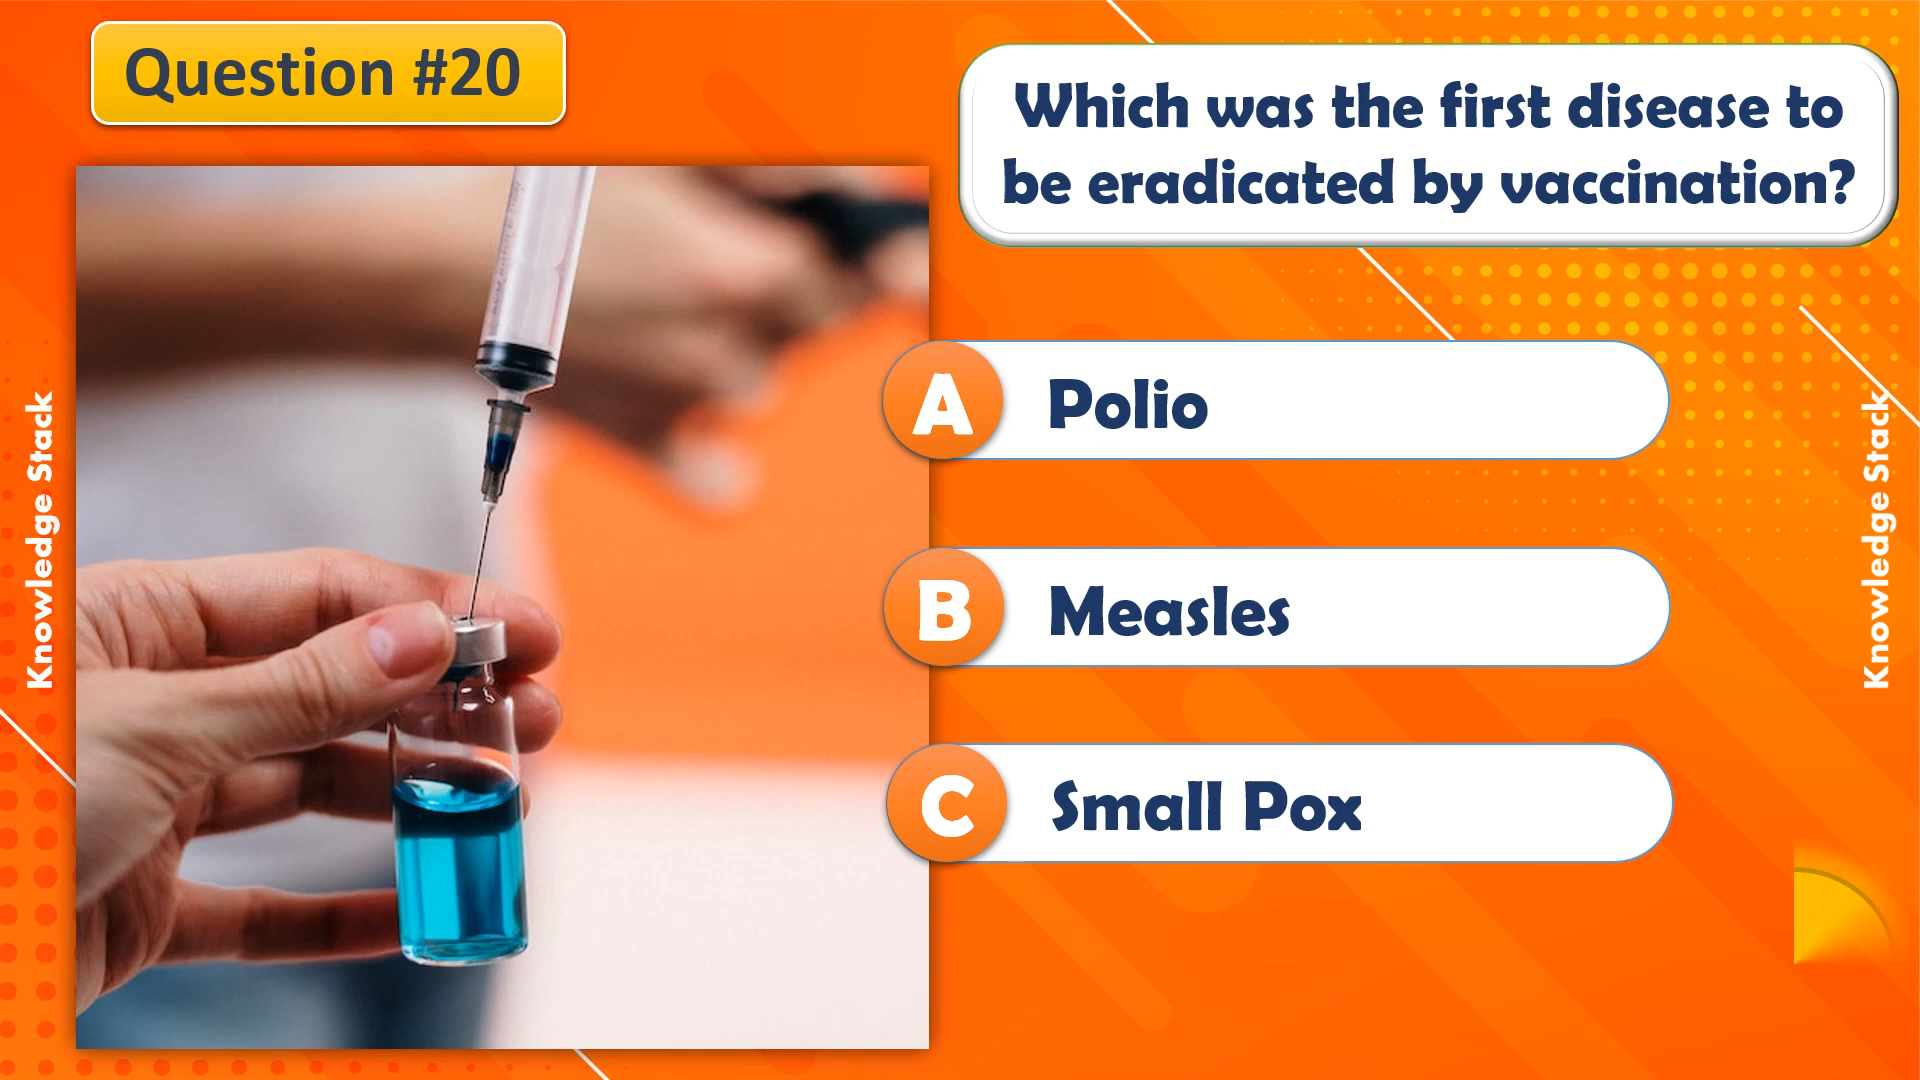 Question #20
Which was the first disease to
be eradicated by vaccination?
A Polio
B Measles
C Small Pox
Knowledge Stack
Knowledge Stack